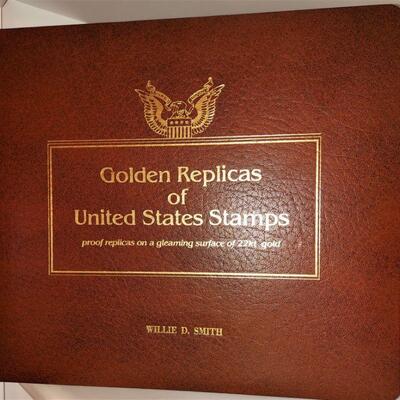 Golden Replicas
of
United States Stamps
proof replicas on a gleaming surface of 22kt gold
WILLIE D. SMITH